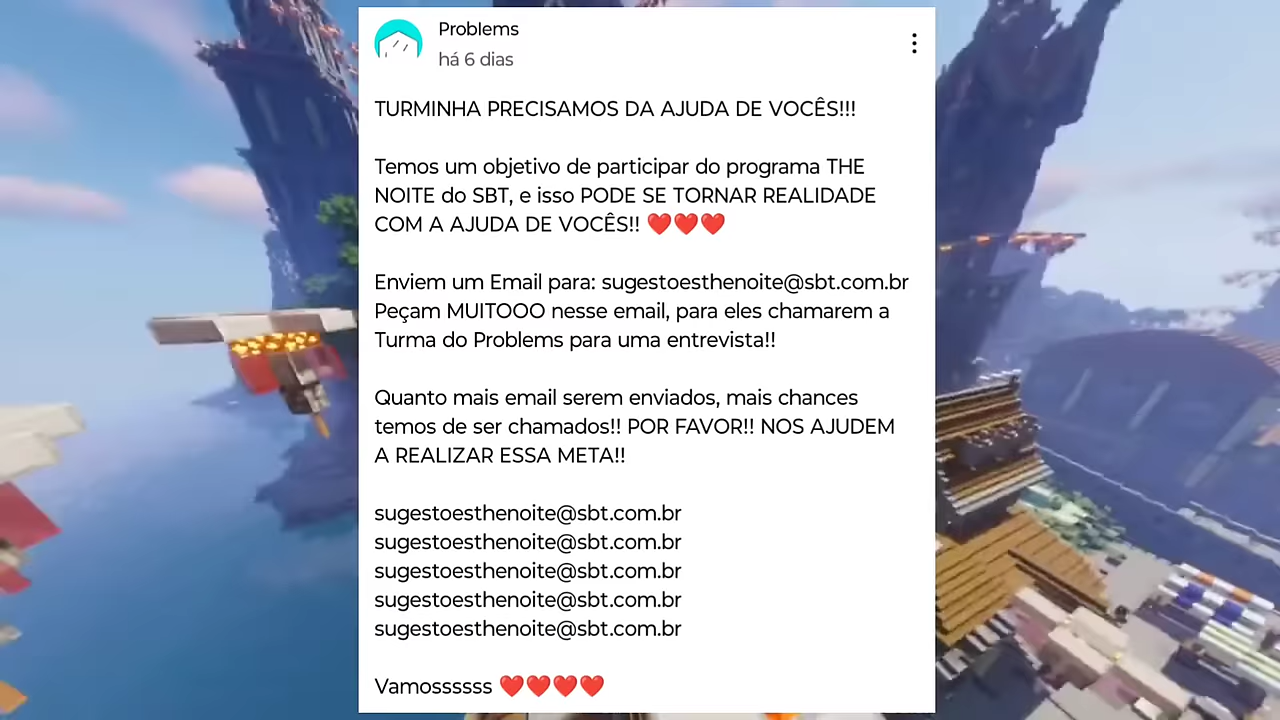 Problems
há 6 dias
TURMINHA PRECISAMOS DA AJUDA DE VOCÊS!!!
Temos um objetivo de participar do programa THE
NOITE do SBT, e isso PODE SE TORNAR REALIDADE
COM A AJUDA DE VOCÊS!! ❤️❤️❤️
Enviem um Email para: sugestoesthenoite@sbt.com.br
Peçam MUITOOO nesse email, para eles chamarem a
Turma do Problems para uma entrevista!!
Quanto mais email serem enviados, mais chances
temos de ser chamados!! POR FAVOR!! NOS AJUDEM
A REALIZAR ESSA META!!
sugestoesthenoite@sbt.com.br
sugestoesthenoite@sbt.com.br
sugestoesthenoite@sbt.com.br
sugestoesthenoite@sbt.com.br
sugestoesthenoite@sbt.com.br
Vamossssss ❤️❤️❤️❤️